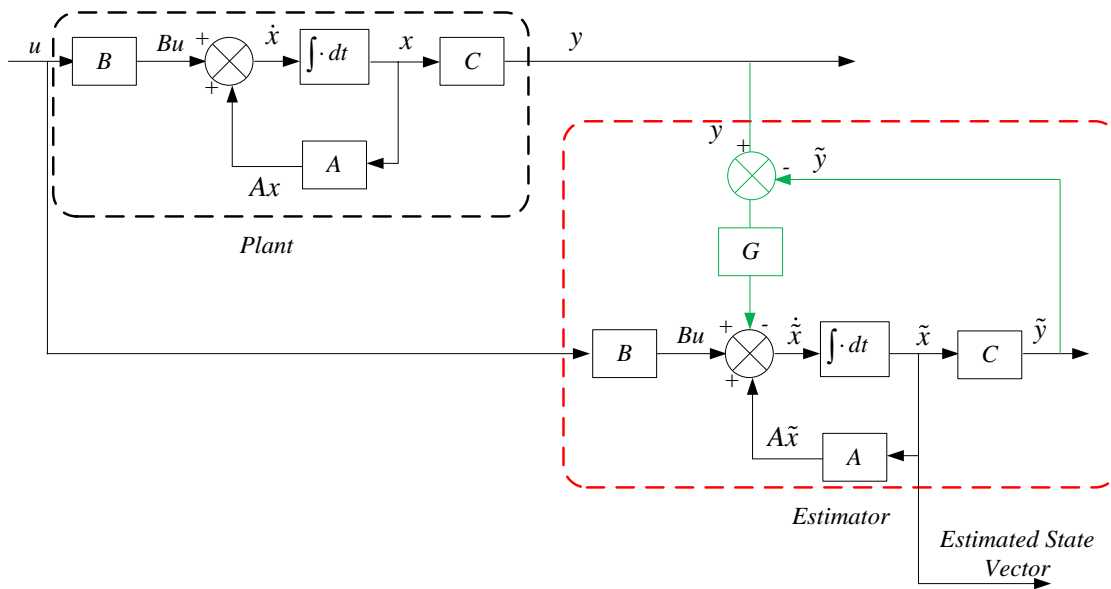 u
B
Bu
+
+
ẋ
∫· dt
x
C
y
A
Ax
Plant
y
+
-
ỹ
G
B
Bu
+
-
+
x̃̇
∫· dt
x̃
C
ỹ
Ax̃
A
Estimator
Estimated State
Vector